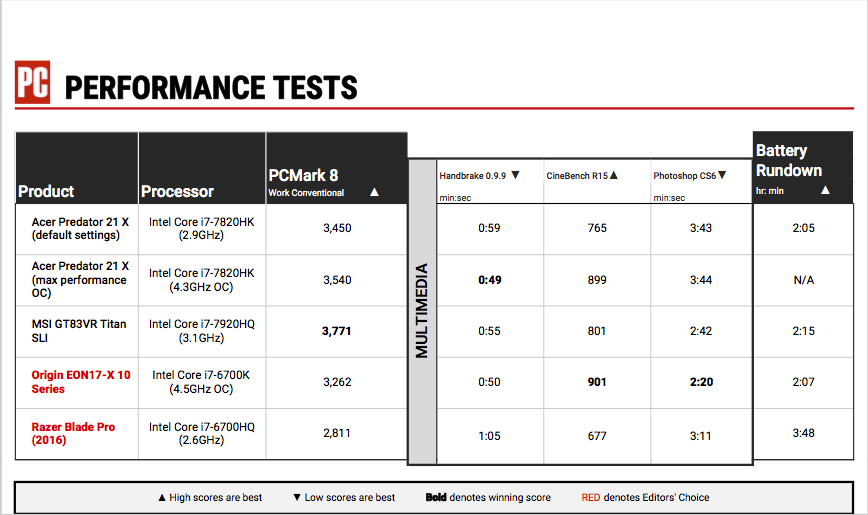 PC PERFORMANCE TESTS
Product Processor PCMark 8 Work Conventional ▲ MULTIMEDIA Handbrake 0.9.9 ▼ min:sec CineBench R15 ▲ Photoshop CS6 ▼ min:sec Battery Rundown hr: min ▲
Acer Predator 21 X (default settings) Intel Core i7-7820HK (2.9GHz) 3,450 0:59 765 3:43 2:05
Acer Predator 21 X (max performance OC) Intel Core i7-7820HK (4.3GHz OC) 3,540 0:49 899 3:44 N/A
MSI GT83VR Titan SLI Intel Core i7-7920HQ (3.1GHz) 3,771 0:55 801 2:42 2:15
Origin EON17-X 10 Series Intel Core i7-6700K (4.5GHz OC) 3,262 0:50 901 2:20 2:07
Razer Blade Pro (2016) Intel Core i7-6700HQ (2.6GHz) 2,811 1:05 677 3:11 3:48
▲ High scores are best ▼ Low scores are best Bold denotes winning score RED denotes Editors' Choice